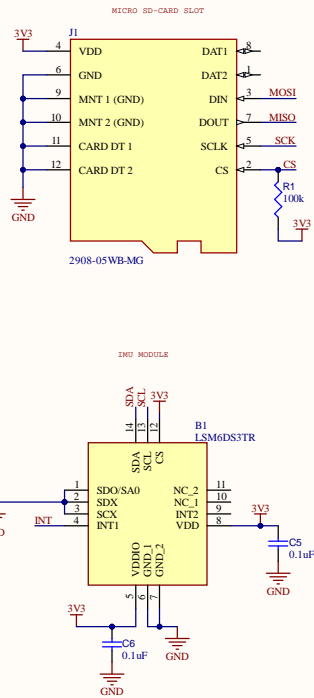 MICRO SD-CARD SLOT
3V3
J1
4 VDD DAT1 8
6 GND DAT2 1
9 MNT 1 (GND) DIN 3 MOSI
10 MNT 2 (GND) DOUT 7 MISO
11 CARD DT 1 SCLK 5 SCK
12 CARD DT 2 CS 2 CS
GND
R1
100k
3V3
2908-05WB-MG
IMU MODULE
SDA SCL 3V3
14 13 12
B1
LSM6DS3TR
SDA SCL CS
1 SDO/SA0 NC_2 11
2 SDX NC_1 10
3 SCX INT2 9
INT 4 INT1 VDD 8 3V3
VDDIO GND_1 GND_2
5 6 7
C5
0.1uF
GND
3V3
C6
0.1uF
GND
GND